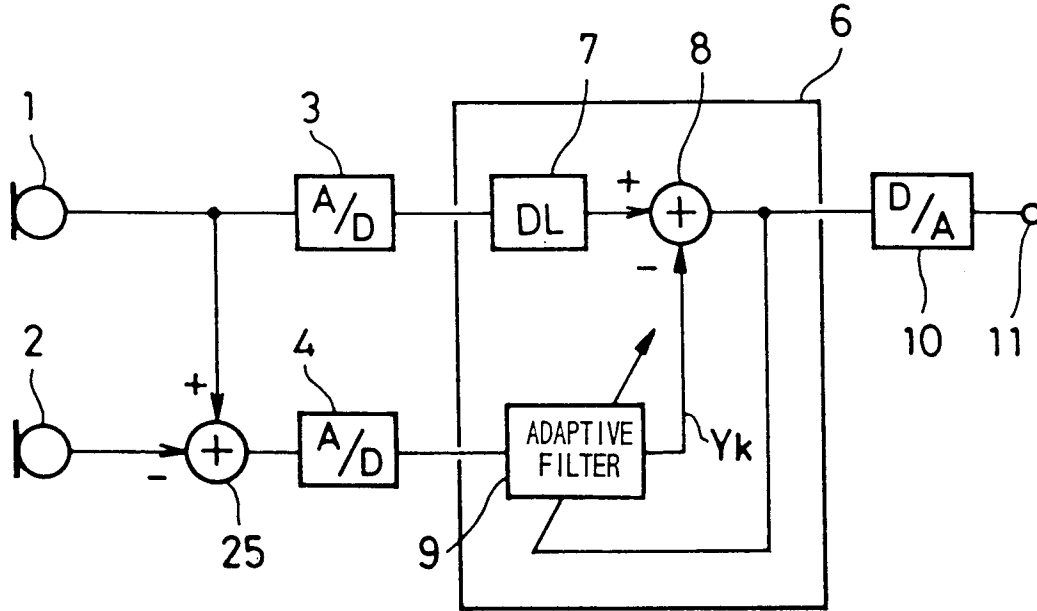 6
7
8
1
3
A/D
DL
+
+
-
D/A
10
11
2
4
+
-
+
A/D
ADAPTIVE
FILTER
Yk
25
9